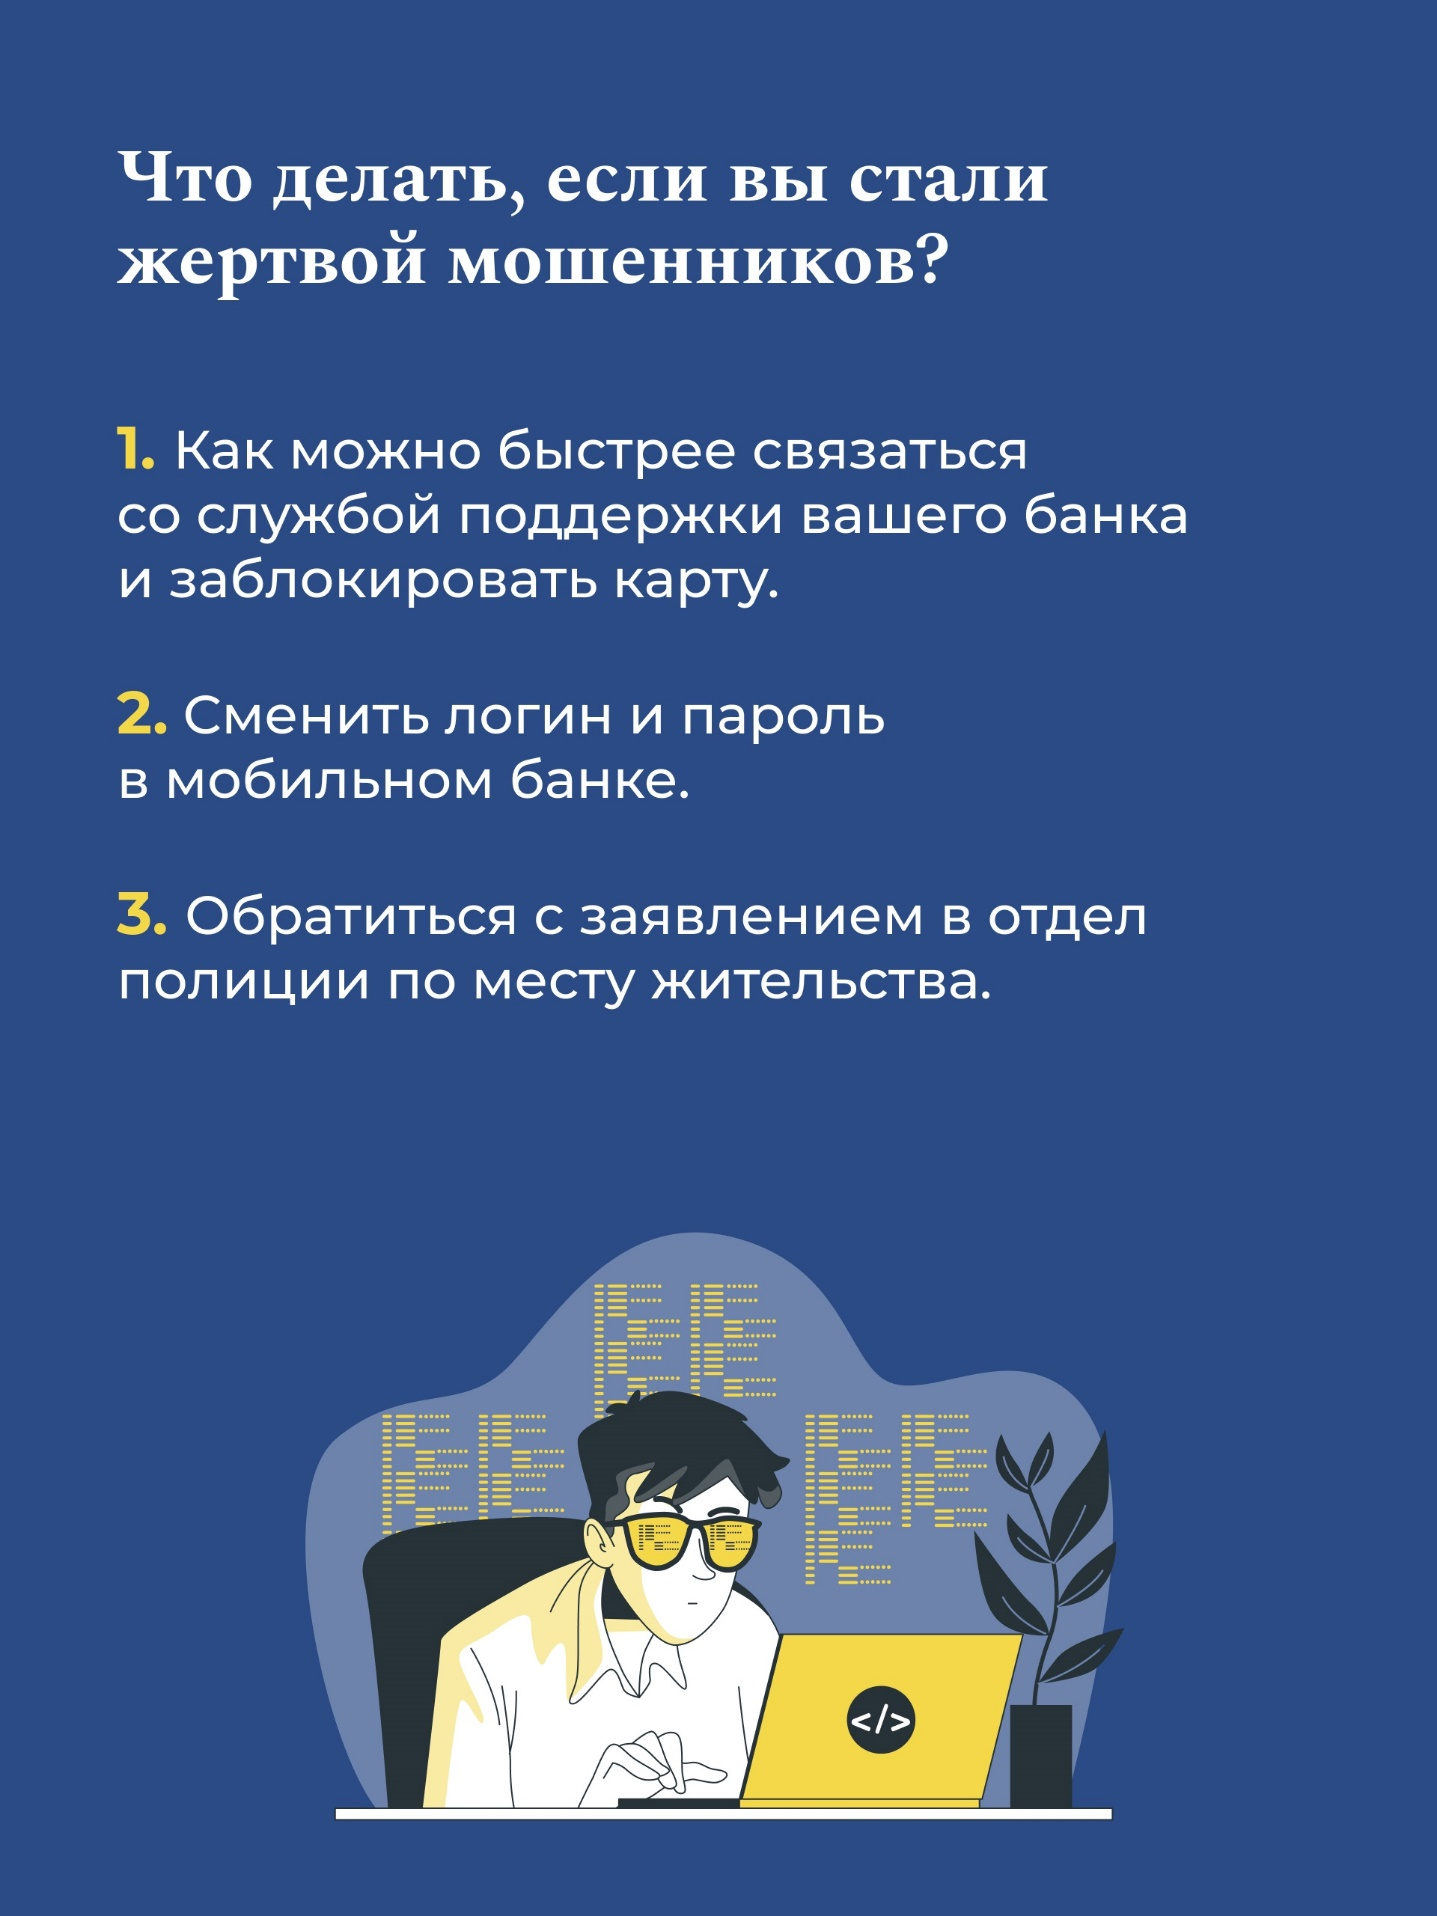 Что делать, если вы стали
жертвой мошенников?
1. Как можно быстрее связаться
со службой поддержки вашего банка
и заблокировать карту.
2. Сменить логин и пароль
в мобильном банке.
3. Обратиться с заявлением в отдел
полиции по месту жительства.
</>